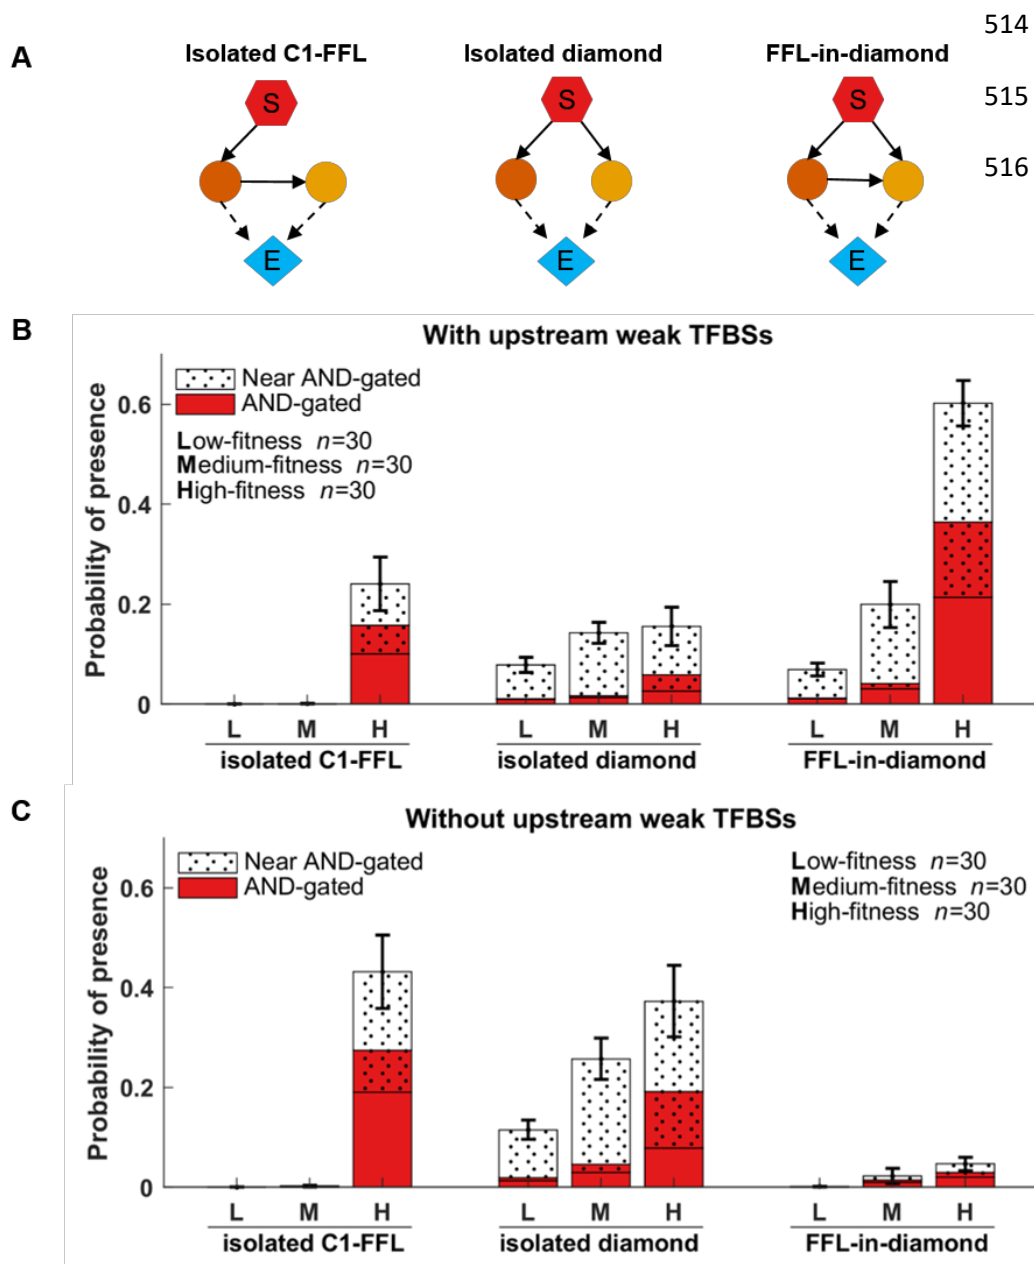 514
A
Isolated C1-FFL Isolated diamond FFL-in-diamond
S S S
515
516
E E E
B
With upstream weak TFBSs
Near AND-gated
AND-gated
Low-fitness n=30
Medium-fitness n=30
High-fitness n=30
Probability of presence
0.6
0.4
0.2
0
L M H L M H L M H
isolated C1-FFL isolated diamond FFL-in-diamond
C
Without upstream weak TFBSs
Near AND-gated
AND-gated
Low-fitness n=30
Medium-fitness n=30
High-fitness n=30
Probability of presence
0.6
0.4
0.2
0
L M H L M H L M H
isolated C1-FFL isolated diamond FFL-in-diamond